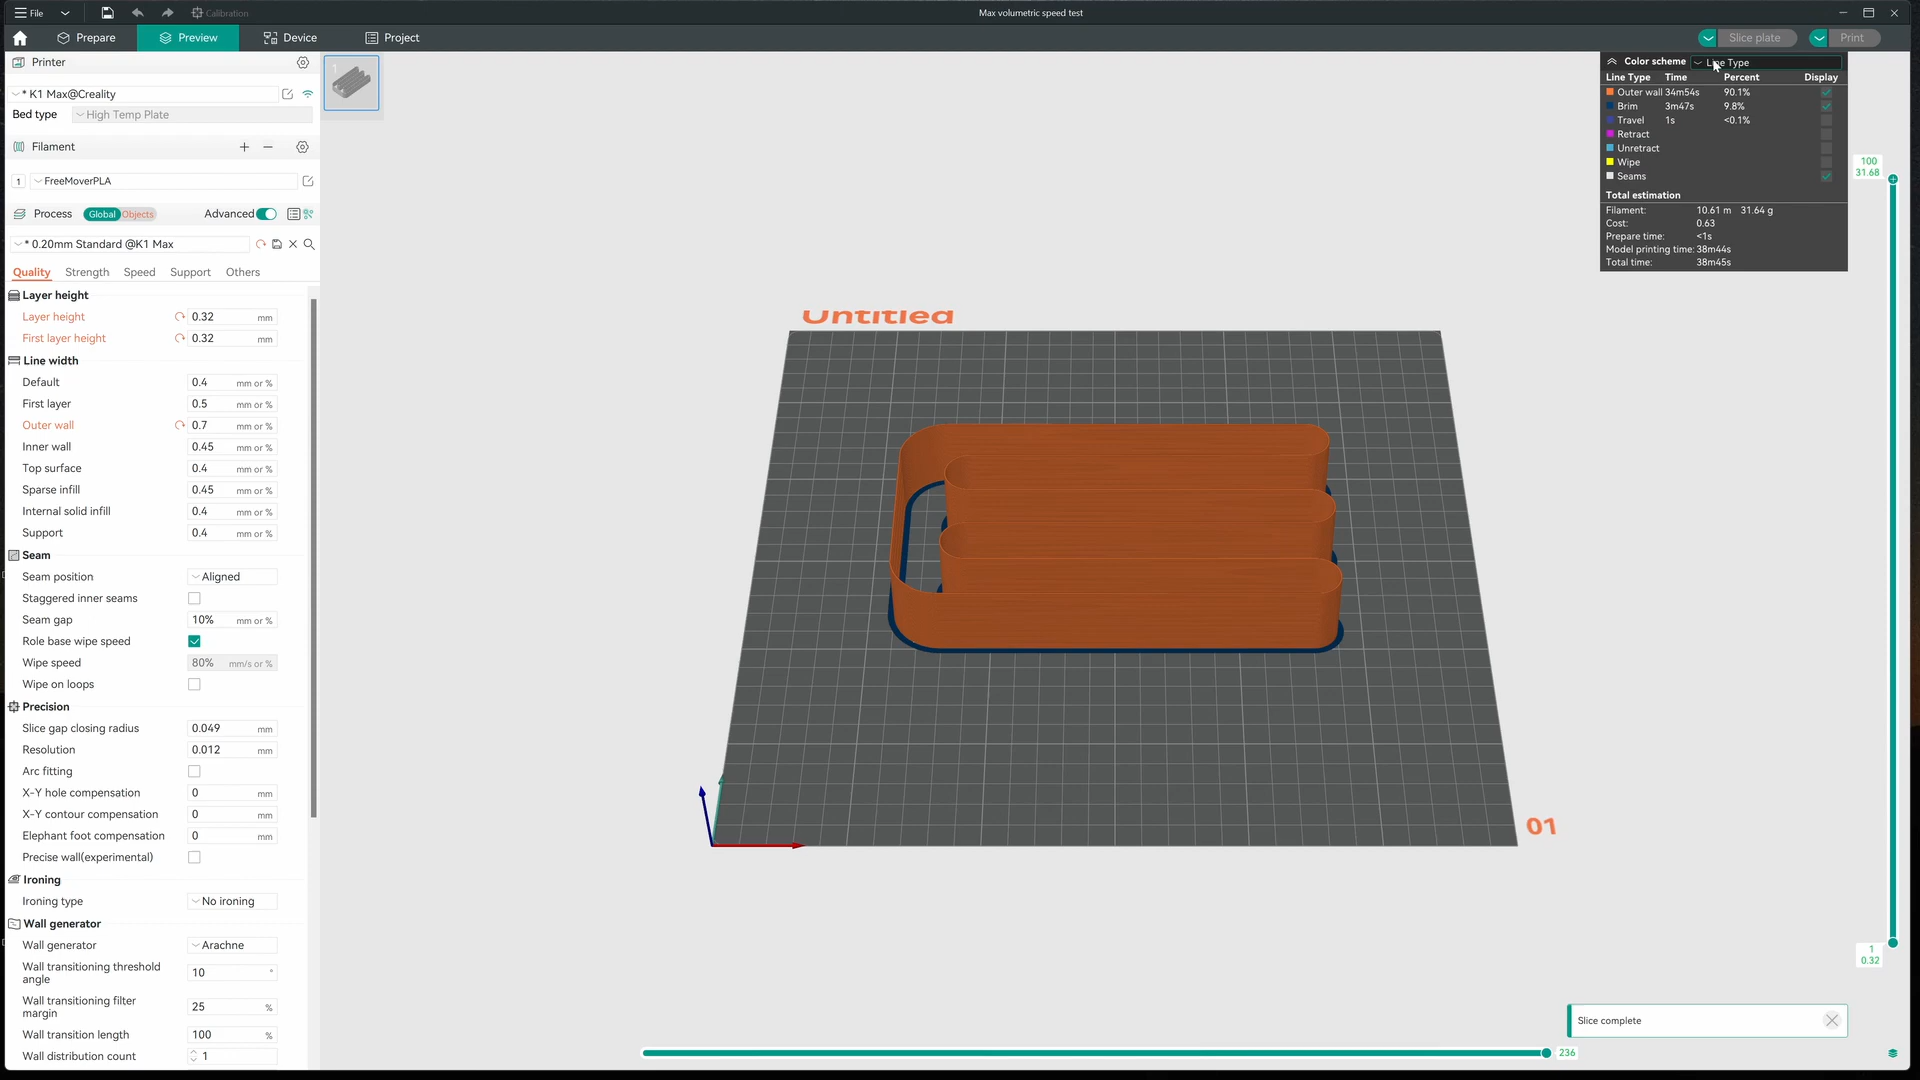 File
Calibration
Max volumetric speed test
Prepare
Preview
Device
Project
Slice plate
Print
Printer
* K1 Max@Creality
Bed type
High Temp Plate
Filament
1
FreeMoverPLA
Process
Global
Objects
Advanced
* 0.20mm Standard @K1 Max
Quality
Strength
Speed
Support
Others
Layer height
Layer height 0.32 mm
First layer height 0.32 mm
Line width
Default 0.4 mm or %
First layer 0.5 mm or %
Outer wall 0.7 mm or %
Inner wall 0.45 mm or %
Top surface 0.4 mm or %
Sparse infill 0.45 mm or %
Internal solid infill 0.4 mm or %
Support 0.4 mm or %
Seam
Seam position Aligned
Staggered inner seams
Seam gap 10% mm or %
Role base wipe speed
Wipe speed 80% mm/s or %
Wipe on loops
Precision
Slice gap closing radius 0.049 mm
Resolution 0.012 mm
Arc fitting
X-Y hole compensation 0 mm
X-Y contour compensation 0 mm
Elephant foot compensation 0 mm
Precise wall(experimental)
Ironing
Ironing type No ironing
Wall generator
Wall generator Arachne
Wall transitioning threshold
angle 10 °
Wall transitioning filter
margin 25 %
Wall transition length 100 %
Wall distribution count 1
Color scheme Line Type
Line Type Time Percent Display
Outer wall 34m54s 90.1%
Brim 3m47s 9.8%
Travel 1s <0.1%
Retract
Unretract
Wipe
Seams
Total estimation
Filament: 10.61 m 31.64 g
Cost: 0.63
Prepare time: <1s
Model printing time: 38m44s
Total time: 38m45s
100
31.68
Untitled
01
1
0.32
Slice complete
236